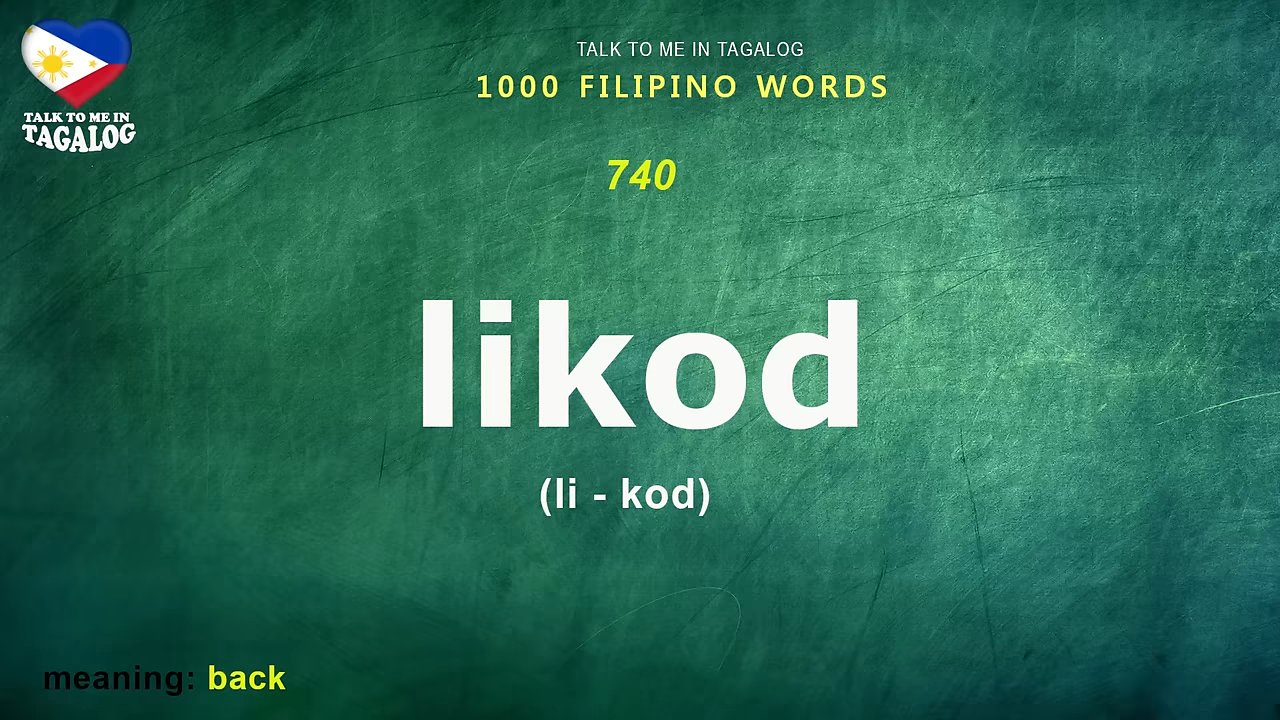 TALK TO ME IN
TAGALOG
TALK TO ME IN TAGALOG
1000 FILIPINO WORDS
740
likod
(li - kod)
meaning: back